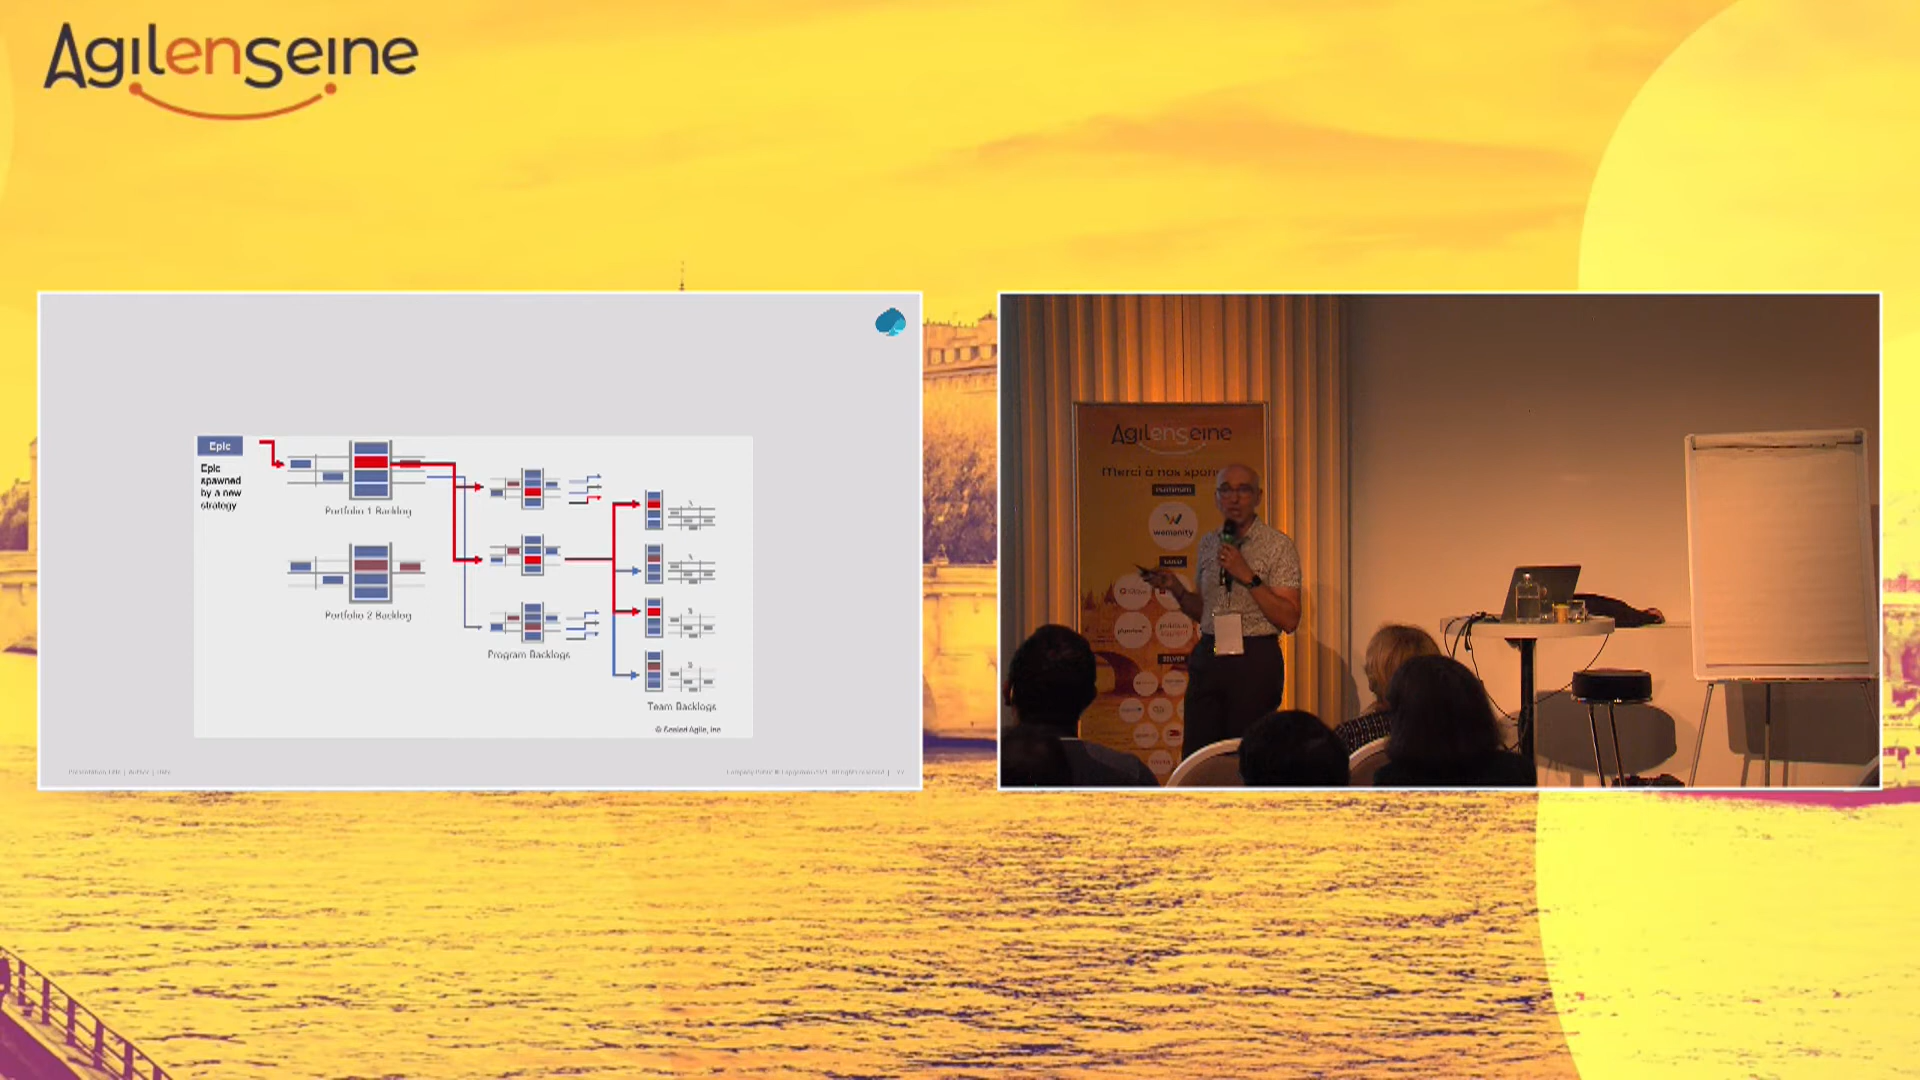 Agilenseine
Epic
Epic
spawned
by a new
strategy
Portfolio 1 Backlog
Portfolio 2 Backlog
Program Backlogs
Team Backlogs
© Scaled Agile, Inc
Agilenseine
Merci à nos spon
PLATINUM
wemanity
GOLD
SILVER